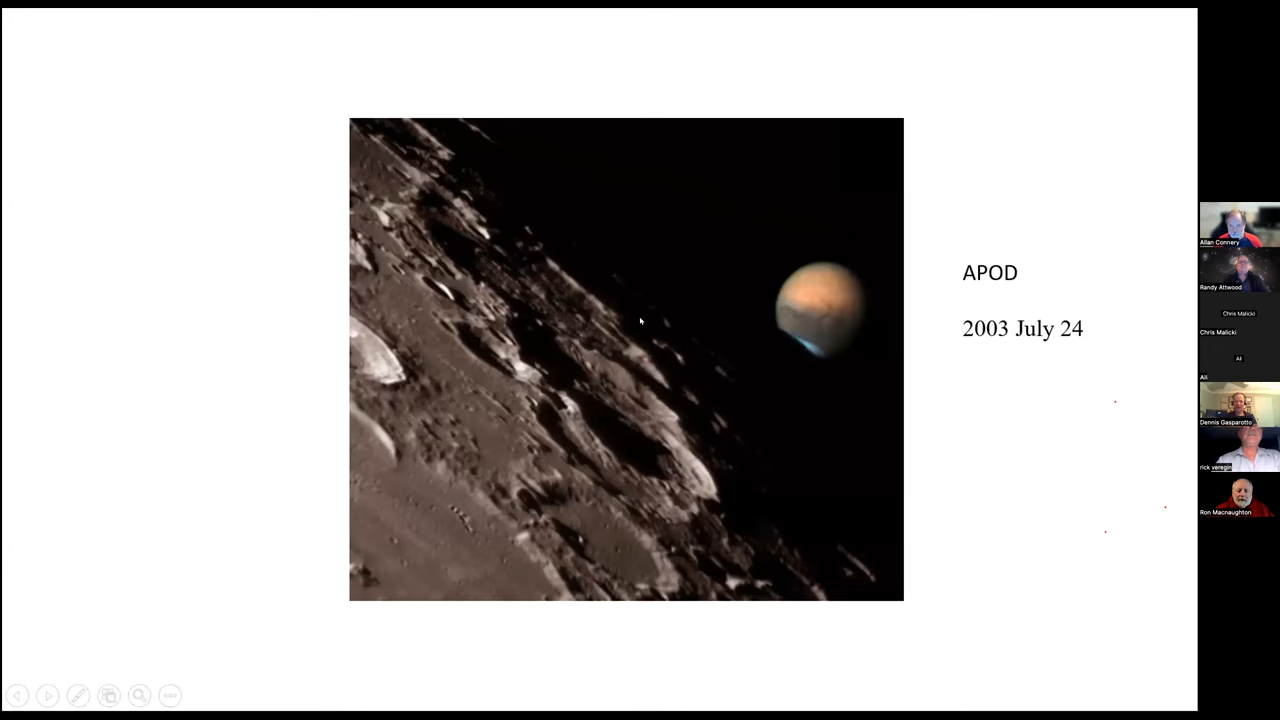 APOD
2003 July 24
Allan Connery
Randy Attwood
Chris Malicki
Chris Malicki
Ali
Ali
Dennis Gasparotto
rick veregin
Ron Macnaughton